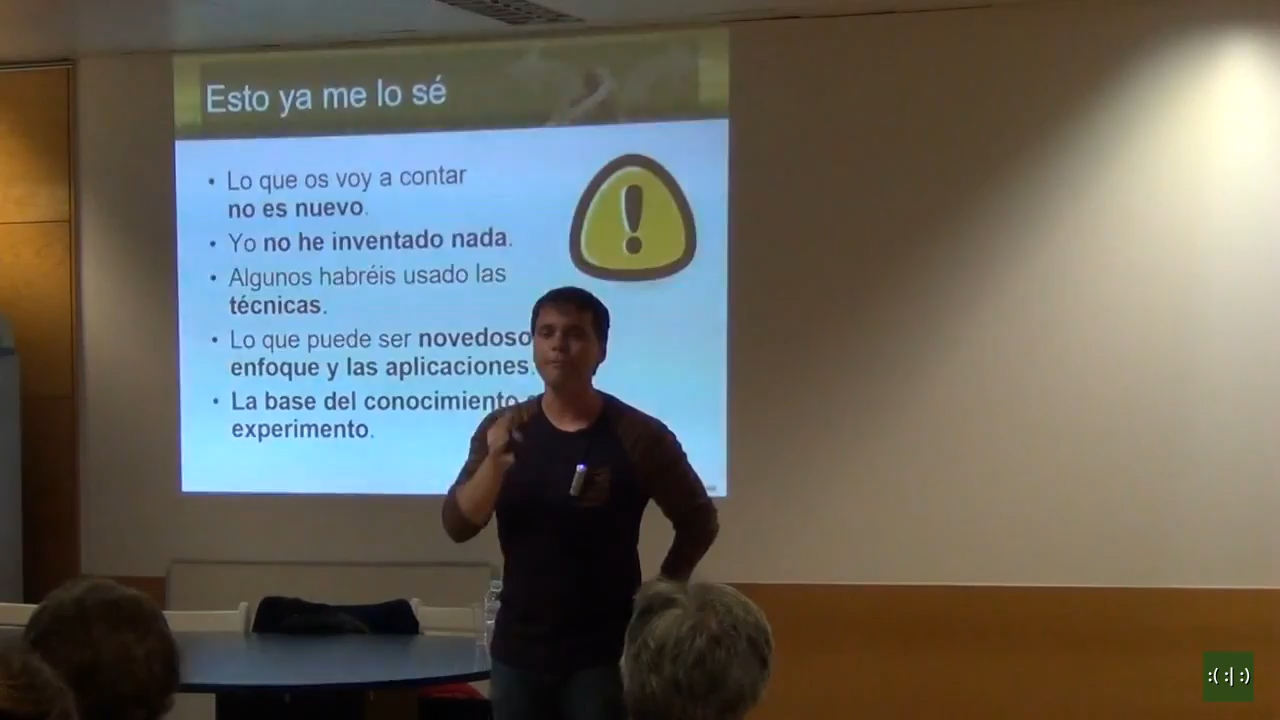 Esto ya me lo sé
• Lo que os voy a contar
no es nuevo.
• Yo no he inventado nada.
• Algunos habréis usado las
técnicas.
• Lo que puede ser novedoso
enfoque y las aplicaciones.
• La base del conocimiento
experimento.
:( :| :)